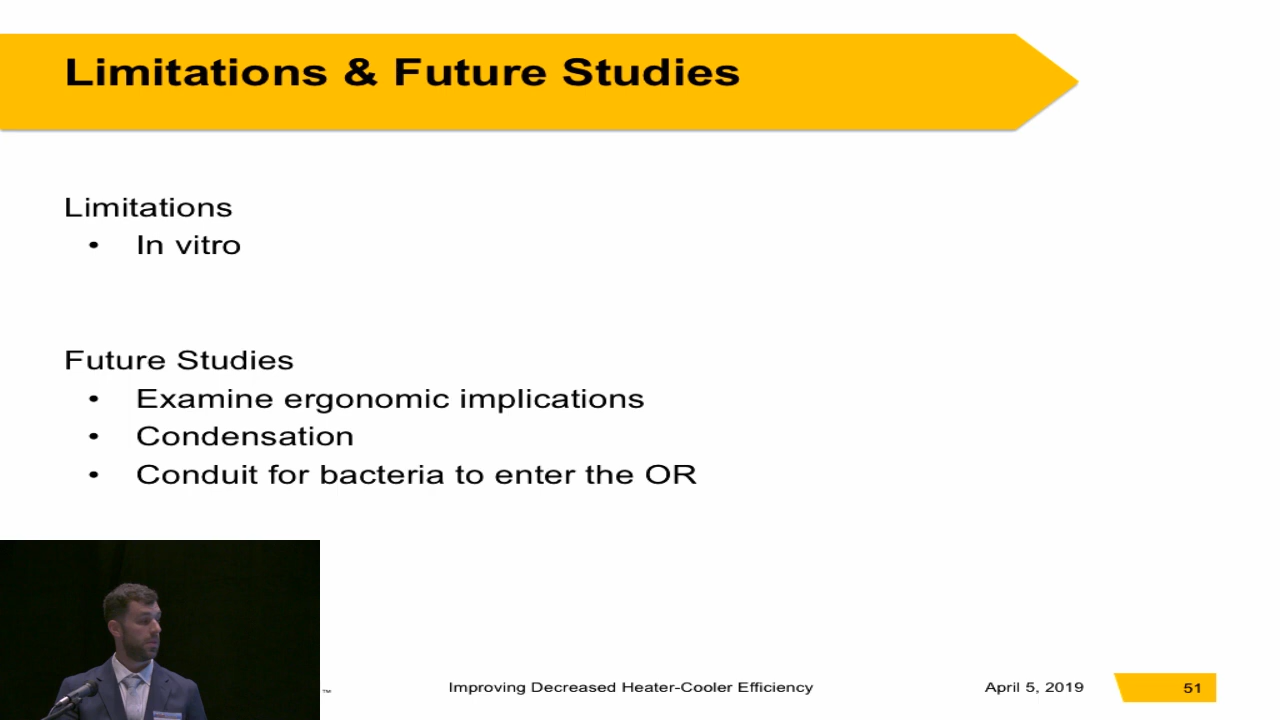 Limitations & Future Studies
Limitations
• In vitro
Future Studies
• Examine ergonomic implications
• Condensation
• Conduit for bacteria to enter the OR
™
Improving Decreased Heater-Cooler Efficiency
April 5, 2019
51